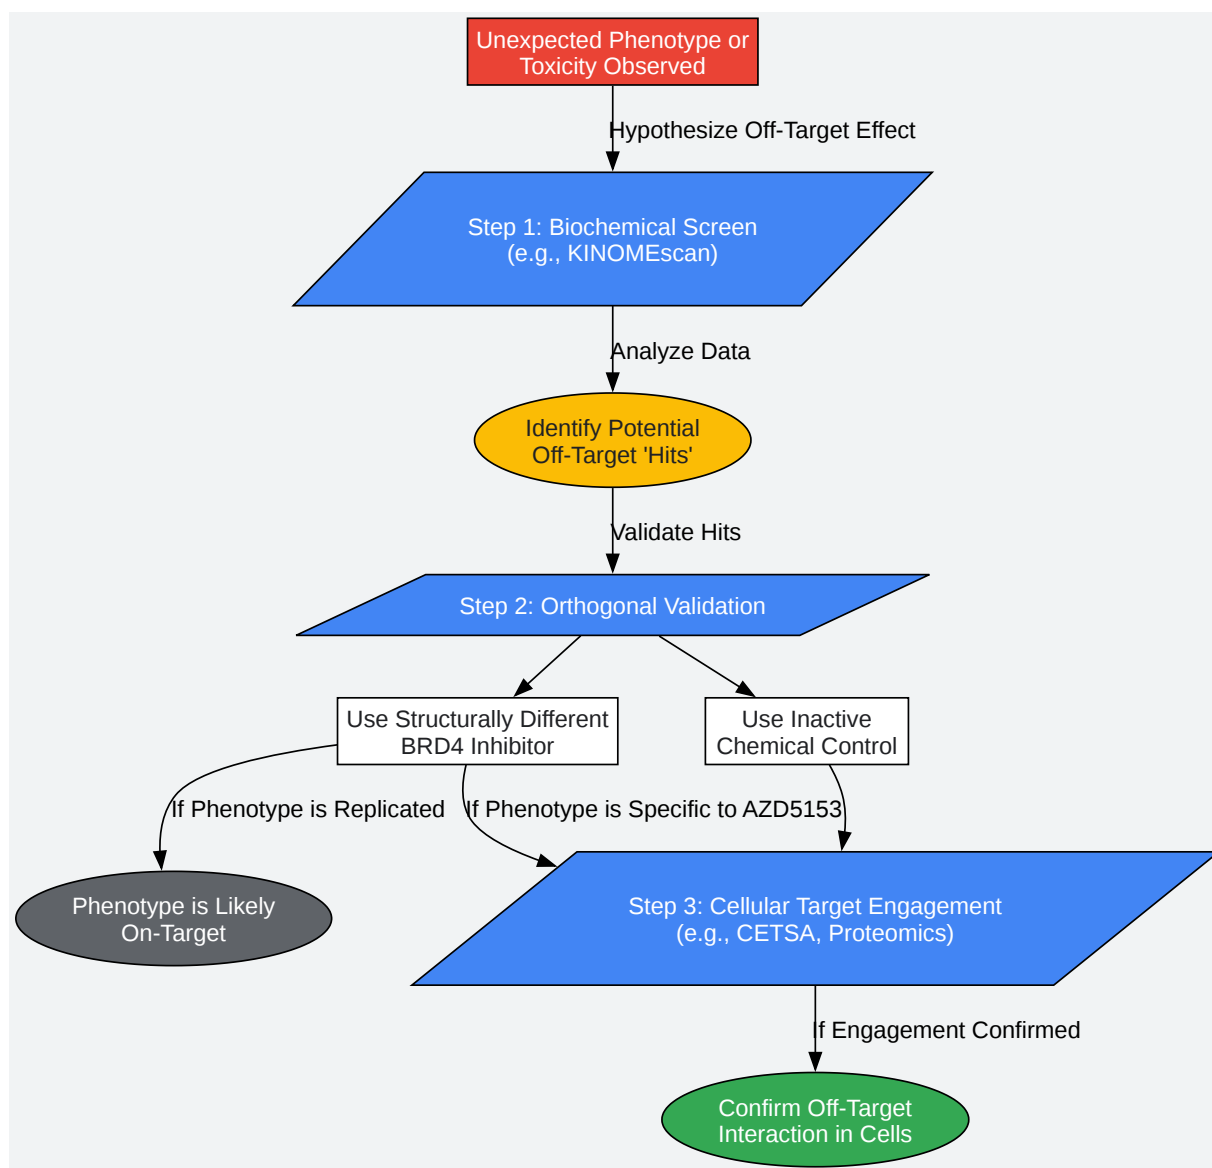 Unexpected Phenotype or
Toxicity Observed
Hypothesize Off-Target Effect
Step 1: Biochemical Screen
(e.g., KINOMEscan)
Analyze Data
Identify Potential
Off-Target 'Hits'
Validate Hits
Step 2: Orthogonal Validation
Use Structurally Different
BRD4 Inhibitor
Use Inactive
Chemical Control
If Phenotype is Replicated
If Phenotype is Specific to AZD5153
Phenotype is Likely
On-Target
Step 3: Cellular Target Engagement
(e.g., CETSA, Proteomics)
If Engagement Confirmed
Confirm Off-Target
Interaction in Cells